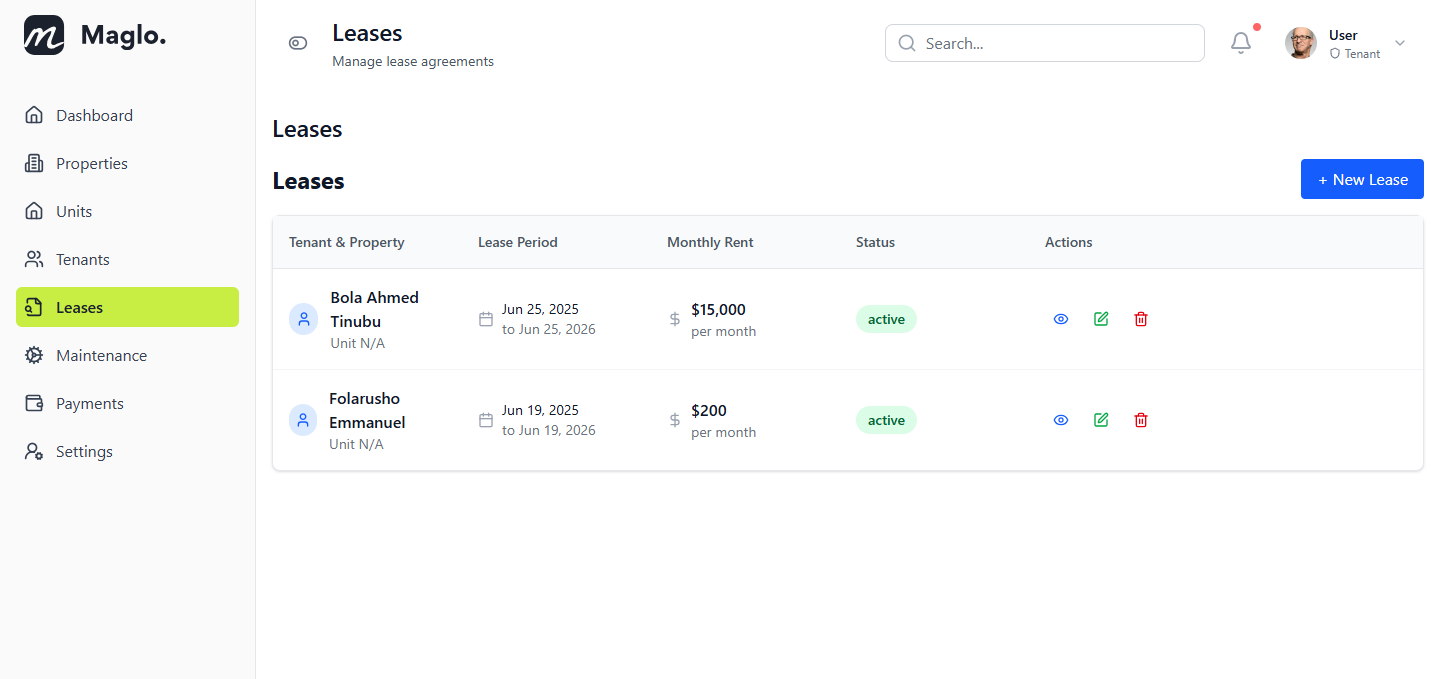 m Maglo.
Dashboard
Properties
Units
Tenants
Leases
Maintenance
Payments
Settings
Leases
Manage lease agreements
Search...
User
Tenant
Leases
Leases
+ New Lease
Tenant & Property Lease Period Monthly Rent Status Actions
Bola Ahmed
Tinubu
Unit N/A
Jun 25, 2025
to Jun 25, 2026
$15,000
per month
active
Folarusho
Emmanuel
Unit N/A
Jun 19, 2025
to Jun 19, 2026
$200
per month
active